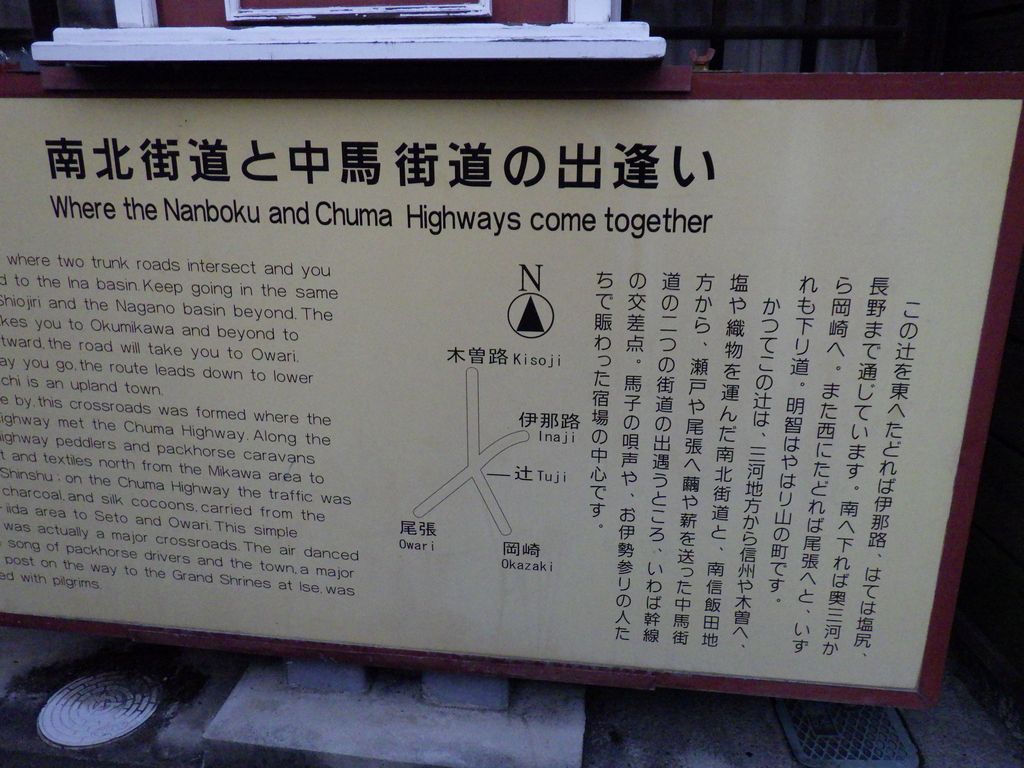 南北街道と中馬街道の出逢い
Where the Nanboku and Chuma Highways come together
where two trunk roads intersect and you
d to the Ina basin. Keep going in the same
Shiojiri and the Nagano basin beyond. The
kes you to Okumikawa and beyond to
tward, the road will take you to Owari.
ay you go, the route leads down to lower
chi is an upland town.
e by, this crossroads was formed where the
ighway met the Chuma Highway. Along the
ighway peddlers and packhorse caravans
t and textiles north from the Mikawa area to
Shinshu ; on the Chuma Highway the traffic was
charcoal, and silk cocoons, carried from the
iida area to Seto and Owari. This simple
was actually a major crossroads. The air danced
song of packhorse drivers and the town, a major
post on the way to the Grand Shrines at Ise, was
ed with pilgrims.
N
木曽路 Kisoji
伊那路
Inaji
辻 Tuji
尾張
Owari
岡崎
Okazaki
この辻を東へたどれば伊那路、はては塩尻、
長野まで通じています。南へ下れば奥三河か
ら岡崎へ。また西にたどれば尾張へと、いず
れも下り道。明智はやはり山の町です。
かつてこの辻は、三河地方から信州や木曽へ、
塩や織物を運んだ南北街道と、南信飯田地
方から、瀬戸や尾張へ繭や薪を送った中馬街
道の二つの街道の出遇うところ、いわば幹線
の交差点。馬子の唄声や、お伊勢参りの人た
ちで賑わった宿場の中心です。